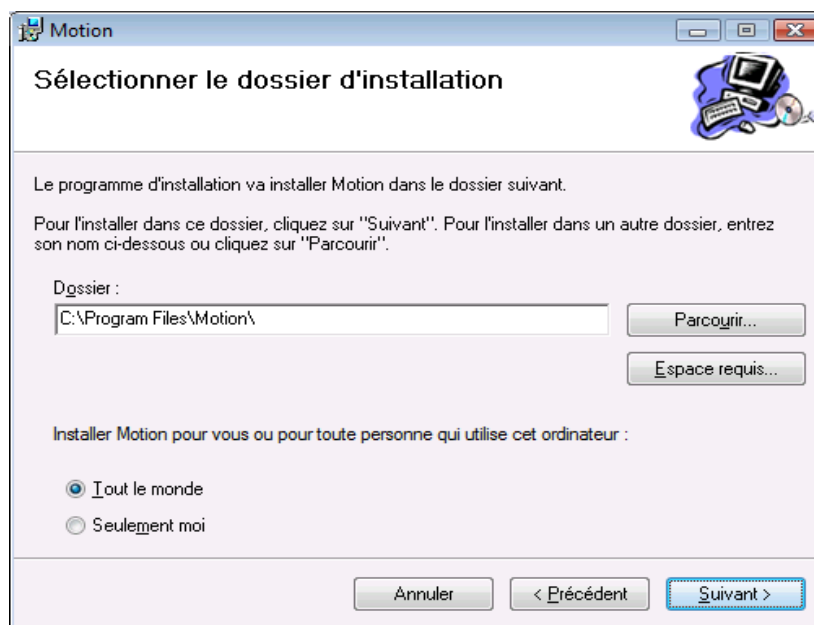 Motion
Sélectionner le dossier d'installation
Le programme d'installation va installer Motion dans le dossier suivant.
Pour l'installer dans ce dossier, cliquez sur "Suivant". Pour l'installer dans un autre dossier, entrez
son nom ci-dessous ou cliquez sur "Parcourir".
Dossier :
C:\Program Files\Motion\
Parcourir...
Espace requis...
Installer Motion pour vous ou pour toute personne qui utilise cet ordinateur :
Tout le monde
Seulement moi
Annuler
< Précédent
Suivant >